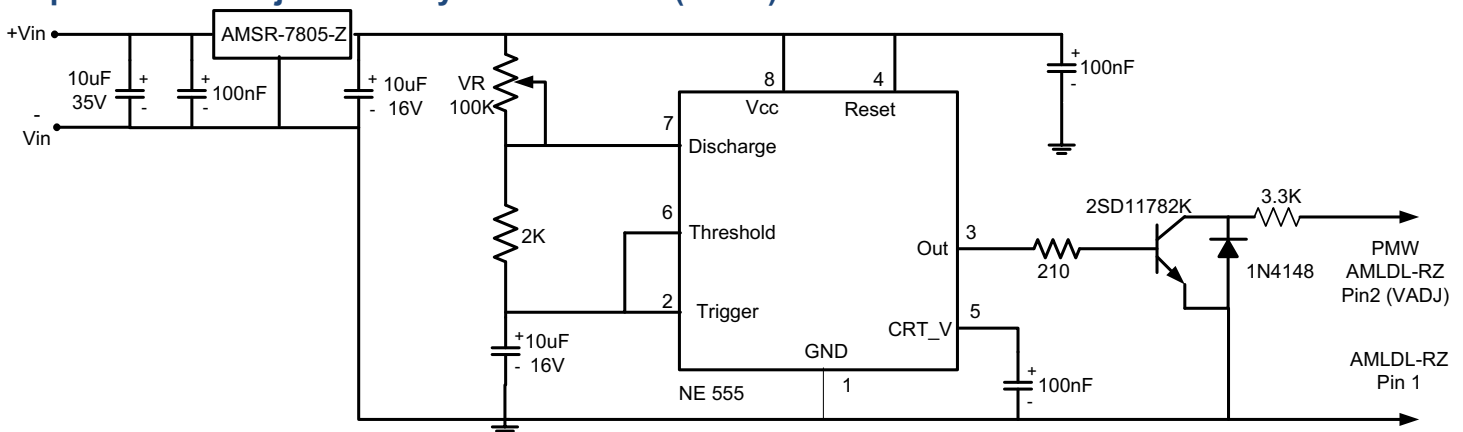 +Vin
AMSR-7805-Z
10uF
35V
+
-
+
-
100nF
+
-
10uF
16V
VR
100K
-
Vin
8
Vcc
4
Reset
+
-
100nF
7
Discharge
6
Threshold
2K
2
Trigger
+
-
10uF
16V
Out
3
210
2SD11782K
1N4148
3.3K
PMW
AMLDL-RZ
Pin2 (VADJ)
CRT_V
5
GND
1
NE 555
+
-
100nF
AMLDL-RZ
Pin 1